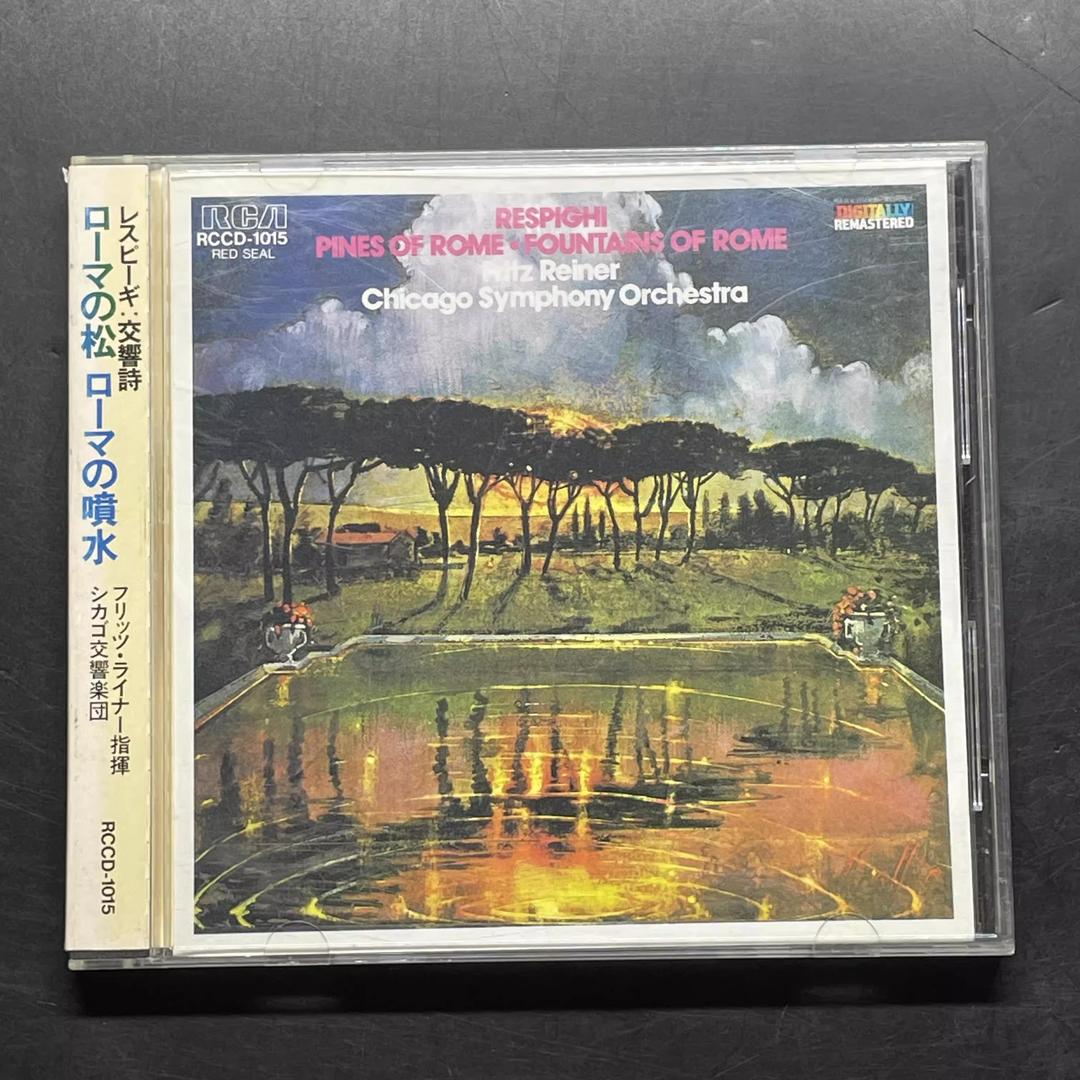 レスピーギ:交響詩
ローマの松 ローマの噴水
フリッツ・ライナー指揮
シカゴ交響楽団
RCCD-1015
RCA
RCCD-1015
RED SEAL
RESPIGHI
PINES OF ROME • FOUNTAINS OF ROME
Fritz Reiner
Chicago Symphony Orchestra
DIGITALLY
REMASTERED